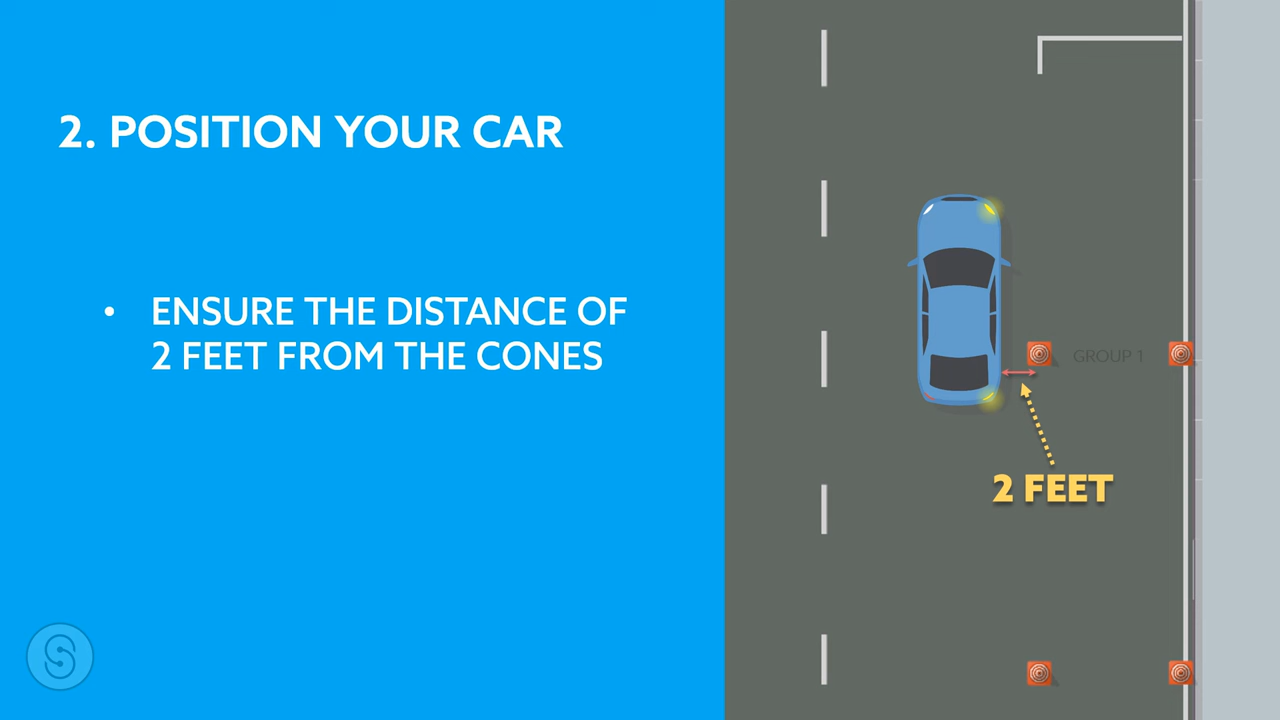 2. POSITION YOUR CAR
• ENSURE THE DISTANCE OF
2 FEET FROM THE CONES
GROUP 1
2 FEET